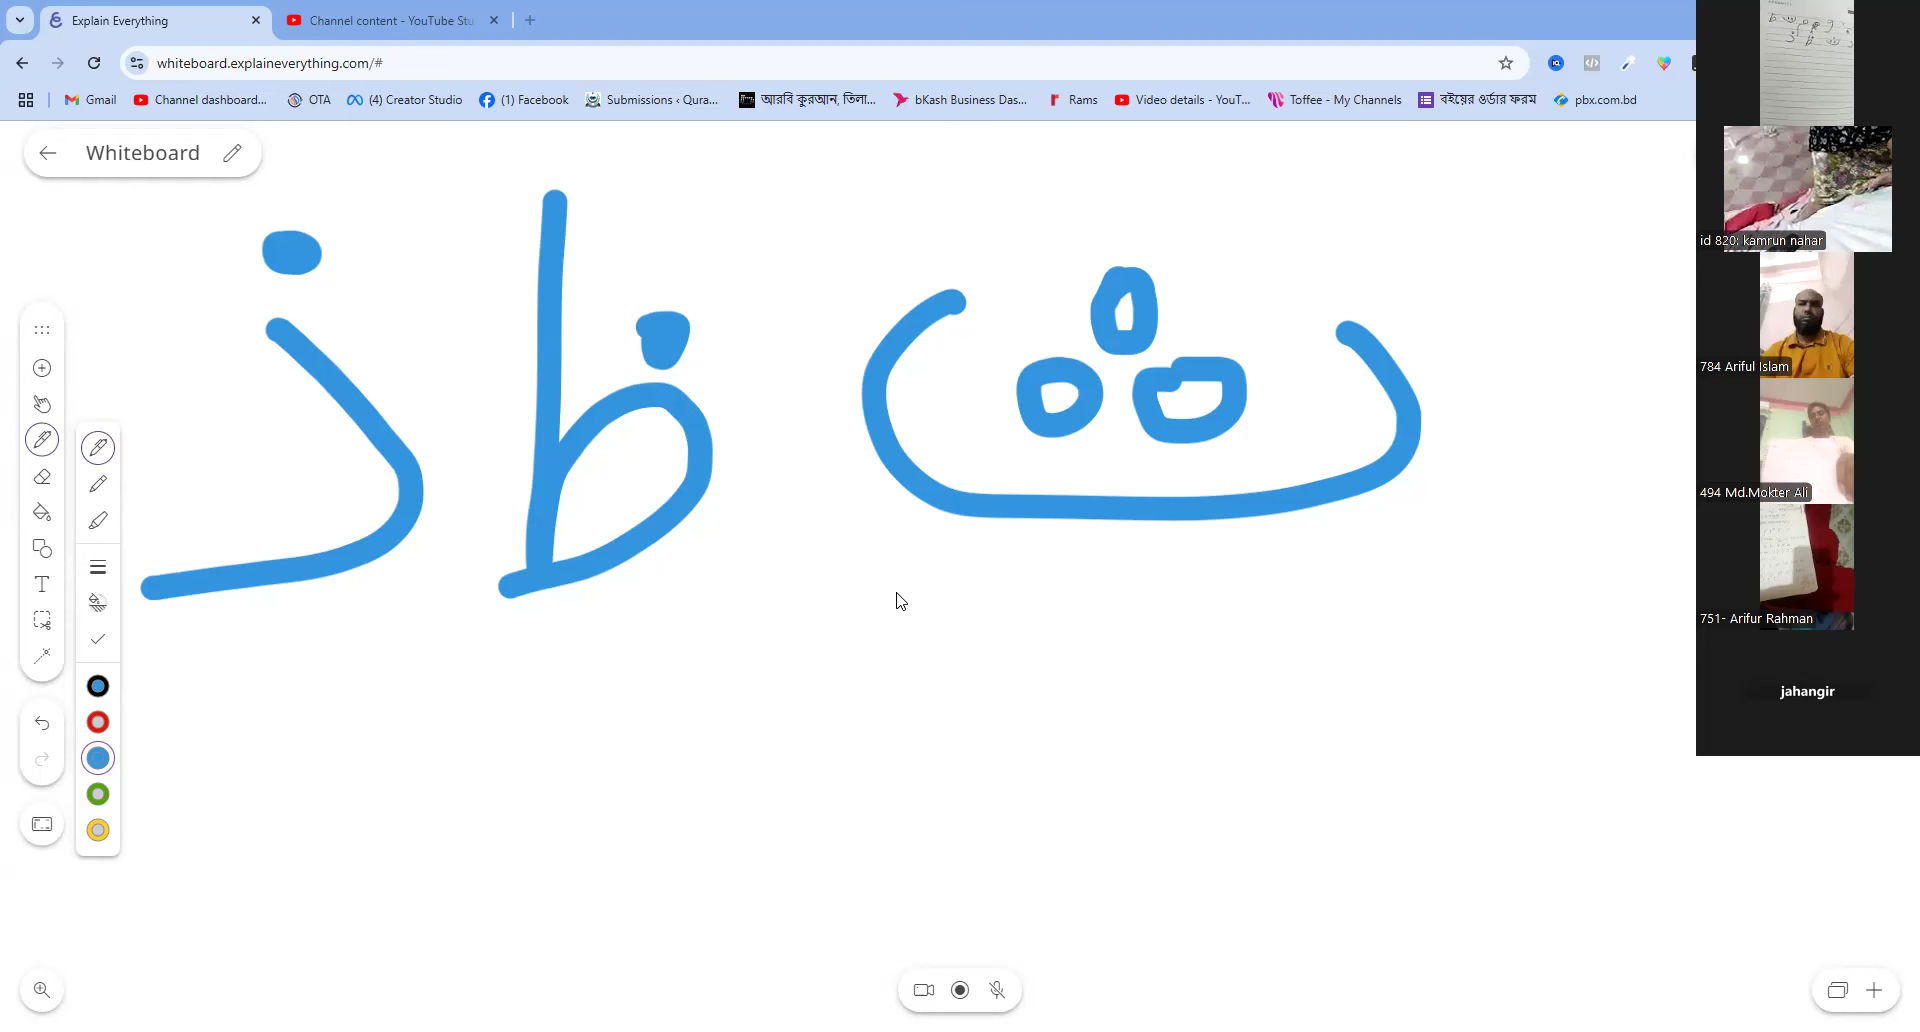 Explain Everything
Channel content - YouTube Stu
whiteboard.explaineverything.com/#
Gmail
Channel dashboard...
OTA
(4) Creator Studio
(1) Facebook
Submissions ‹ Qura...
আরবি কুরআন, তিলা...
bKash Business Das...
Rams
Video details - YouT...
Toffee - My Channels
বইয়ের ওর্ডার ফরম
pbx.com.bd
Whiteboard
ث ظ ذ
T
id 820: kamrun nahar
784 Ariful Islam
494 Md.Mokter Ali
751- Arifur Rahman
jahangir